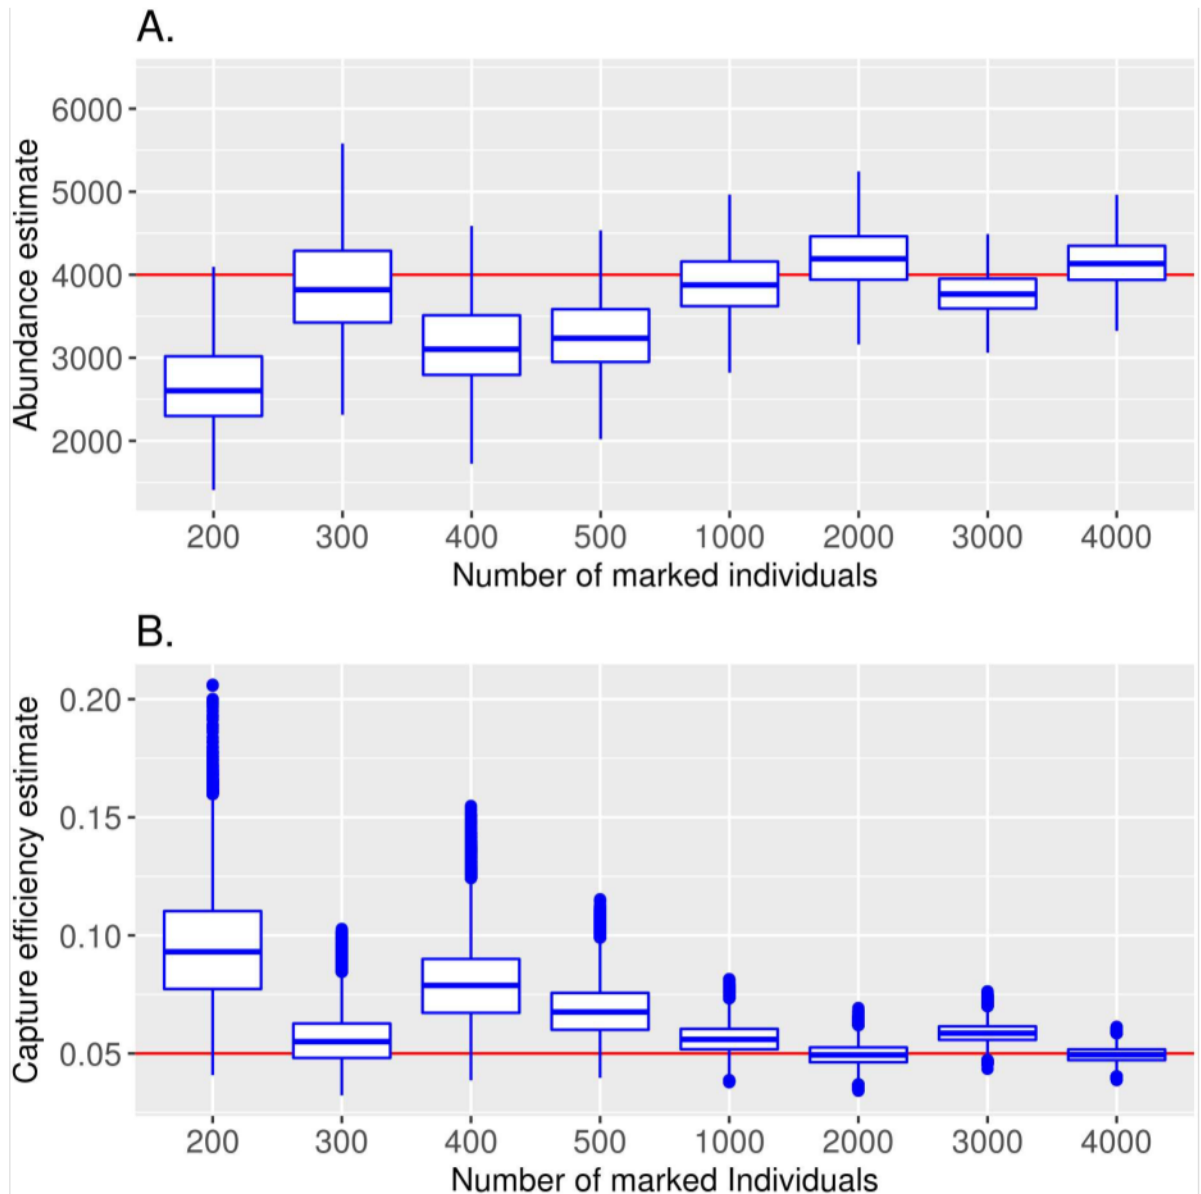 A.
Abundance estimate
6000
5000
4000
3000
2000
200 300 400 500 1000 2000 3000 4000
Number of marked individuals
B.
Capture efficiency estimate
0.20
0.15
0.10
0.05
200 300 400 500 1000 2000 3000 4000
Number of marked Individuals